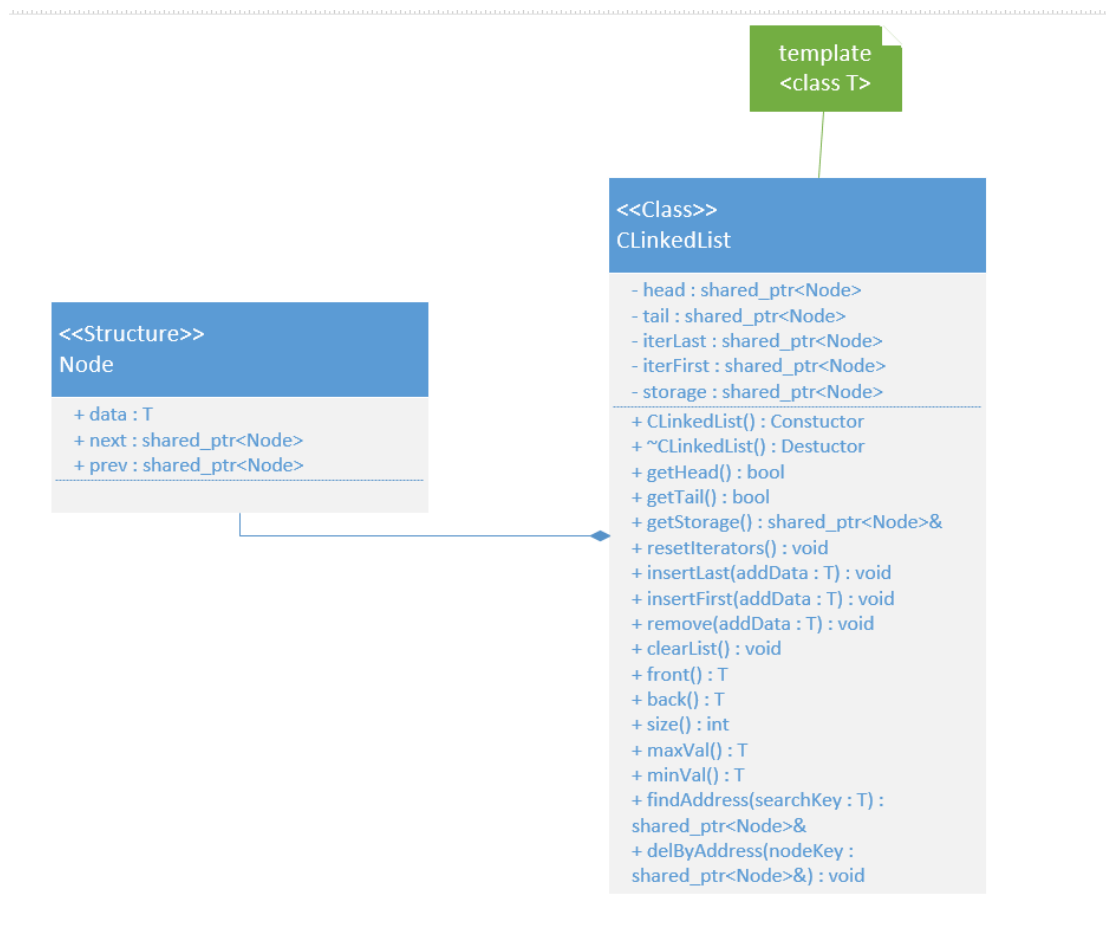 template
<class T>
<<Class>>
CLinkedList
- head : shared_ptr<Node>
- tail : shared_ptr<Node>
- iterLast : shared_ptr<Node>
- iterFirst : shared_ptr<Node>
- storage : shared_ptr<Node>
+ CLinkedList() : Constuctor
+ ~CLinkedList() : Destuctor
+ getHead() : bool
+ getTail() : bool
+ getStorage() : shared_ptr<Node>&
+ resetIterators() : void
+ insertLast(addData : T) : void
+ insertFirst(addData : T) : void
+ remove(addData : T) : void
+ clearList() : void
+ front() : T
+ back() : T
+ size() : int
+ maxVal() : T
+ minVal() : T
+ findAddress(searchKey : T) :
shared_ptr<Node>&
+ delByAddress(nodeKey :
shared_ptr<Node>&) : void
<<Structure>>
Node
+ data : T
+ next : shared_ptr<Node>
+ prev : shared_ptr<Node>